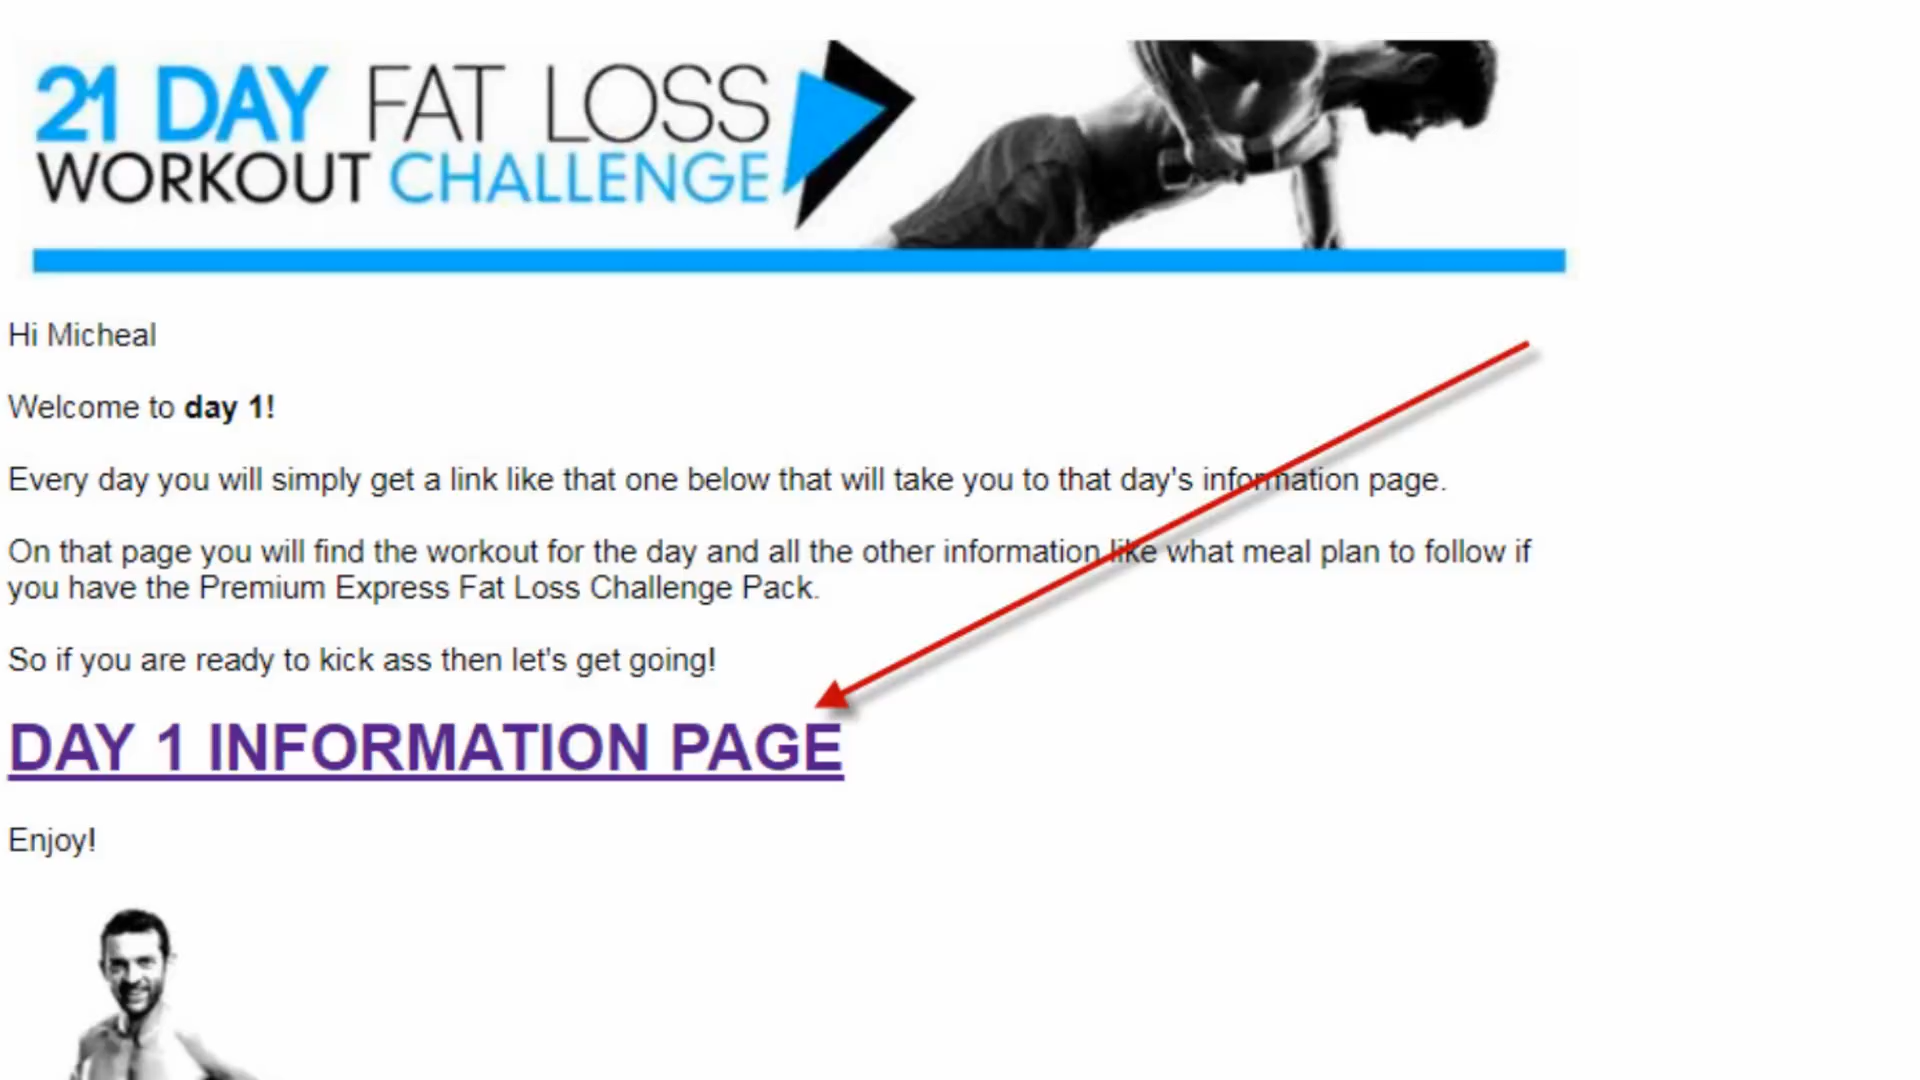 21 DAY FAT LOSS
WORKOUT CHALLENGE
Hi Micheal
Welcome to day 1!
Every day you will simply get a link like that one below that will take you to that day's information page.
On that page you will find the workout for the day and all the other information like what meal plan to follow if
you have the Premium Express Fat Loss Challenge Pack.
So if you are ready to kick ass then let's get going!
DAY 1 INFORMATION PAGE
Enjoy!